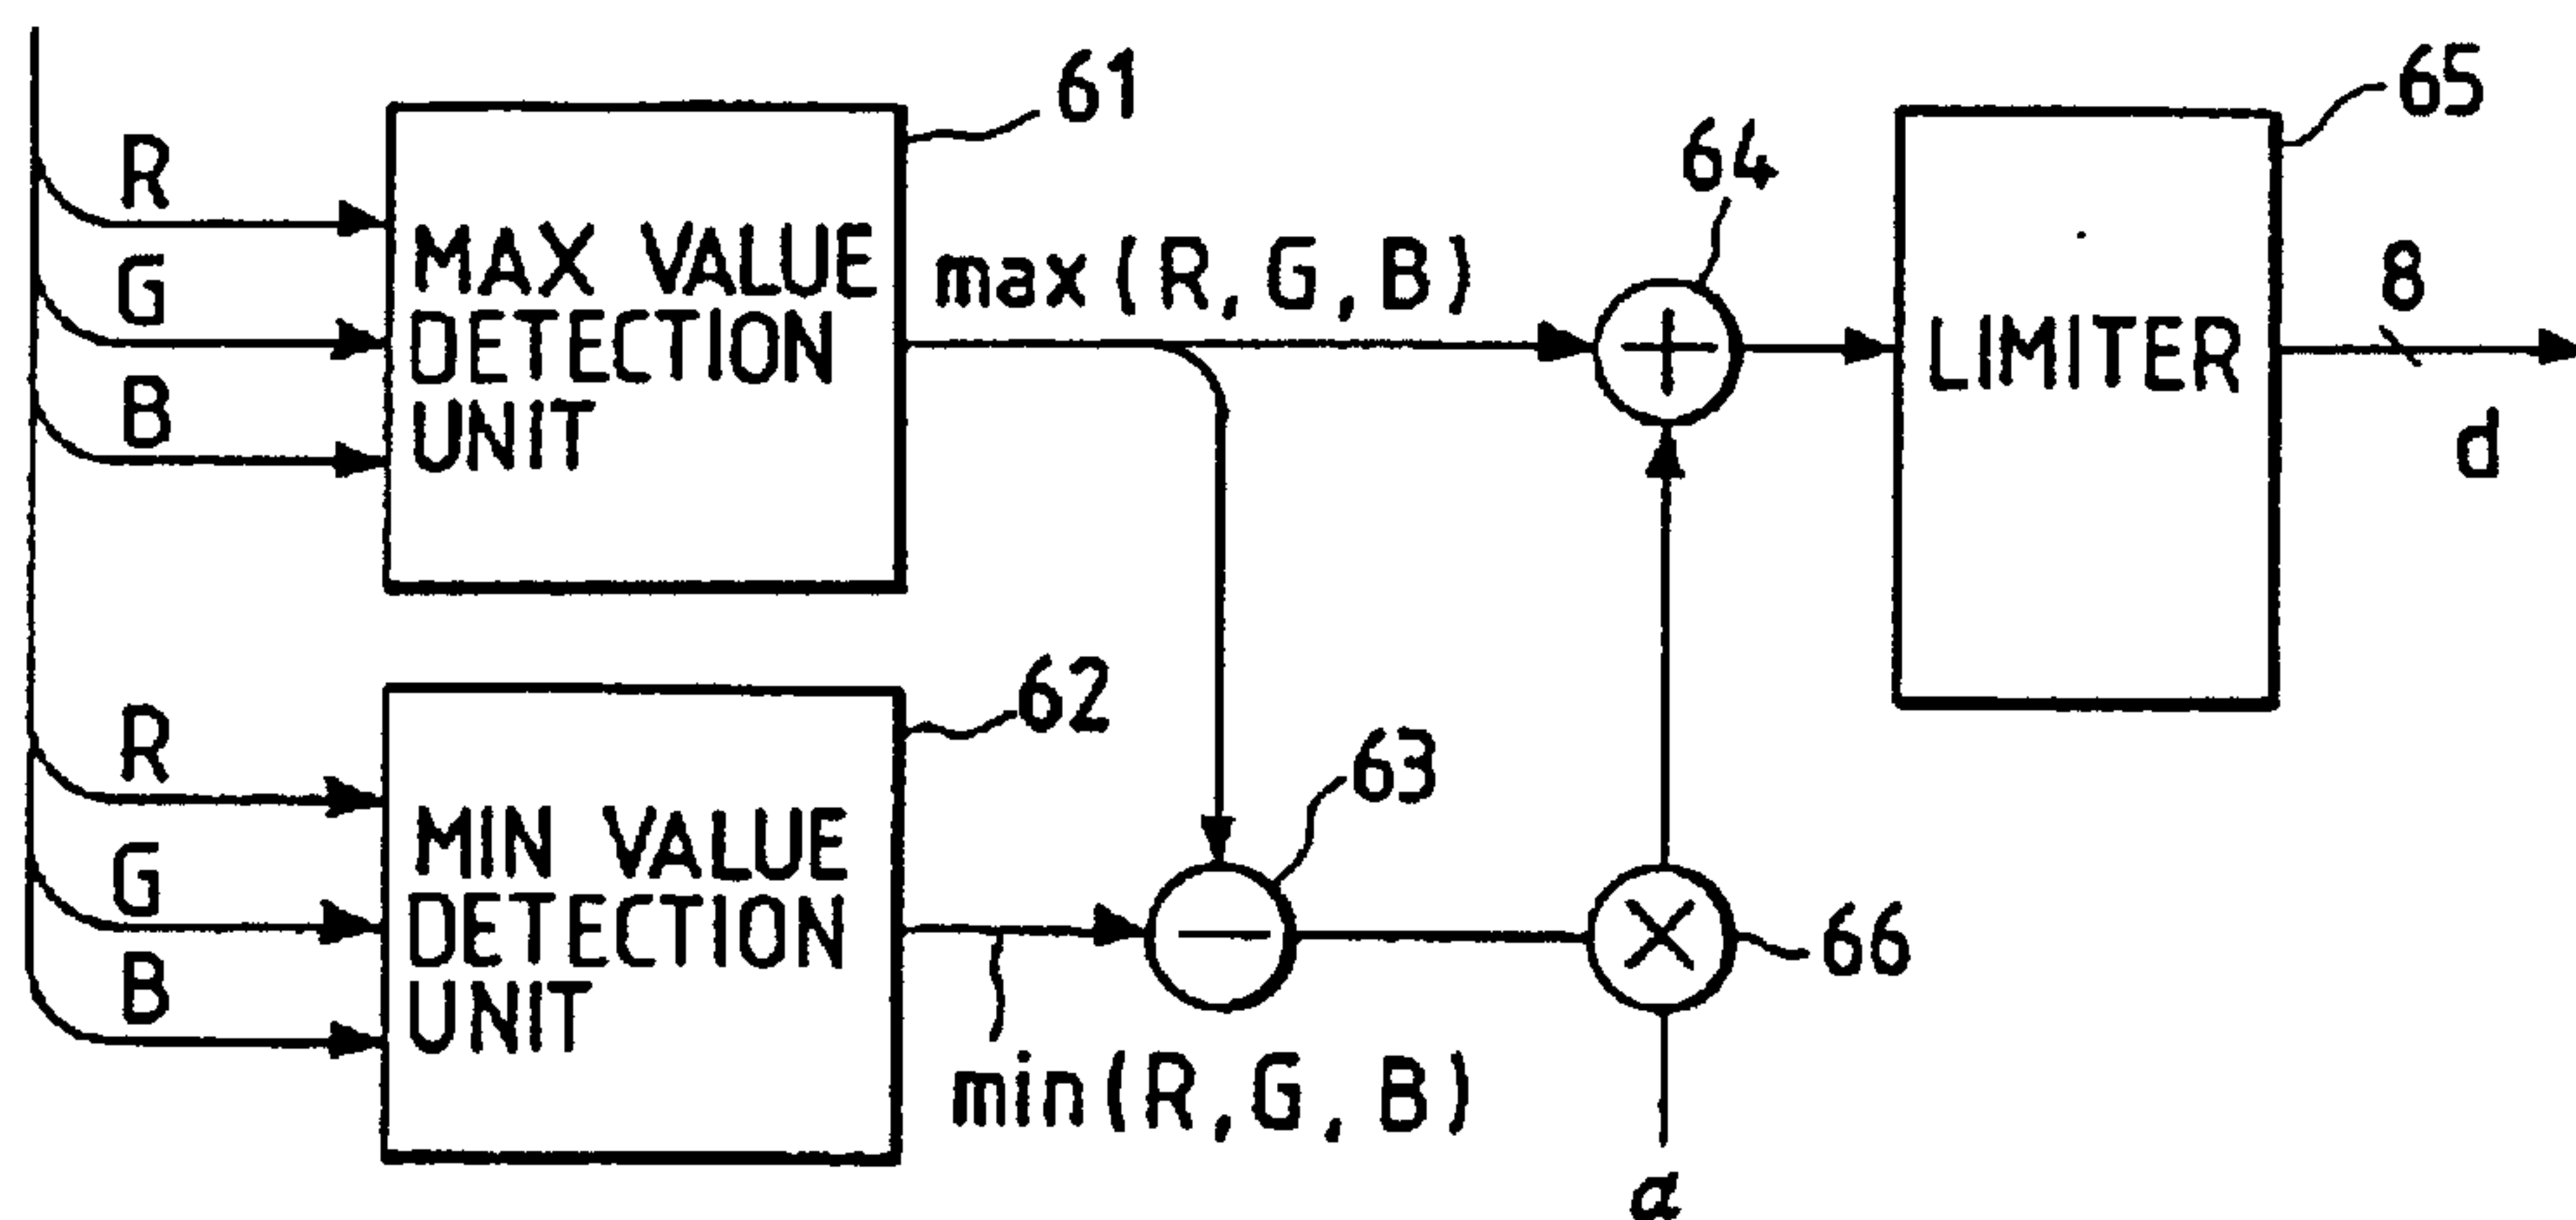 61
65
R
64
MAX VALUE
DETECTION
UNIT
G
max (R, G, B)
8
LIMITER
B
d
62
R
63
MIN VALUE
DETECTION
UNIT
G
66
B
min (R, G, B)
α